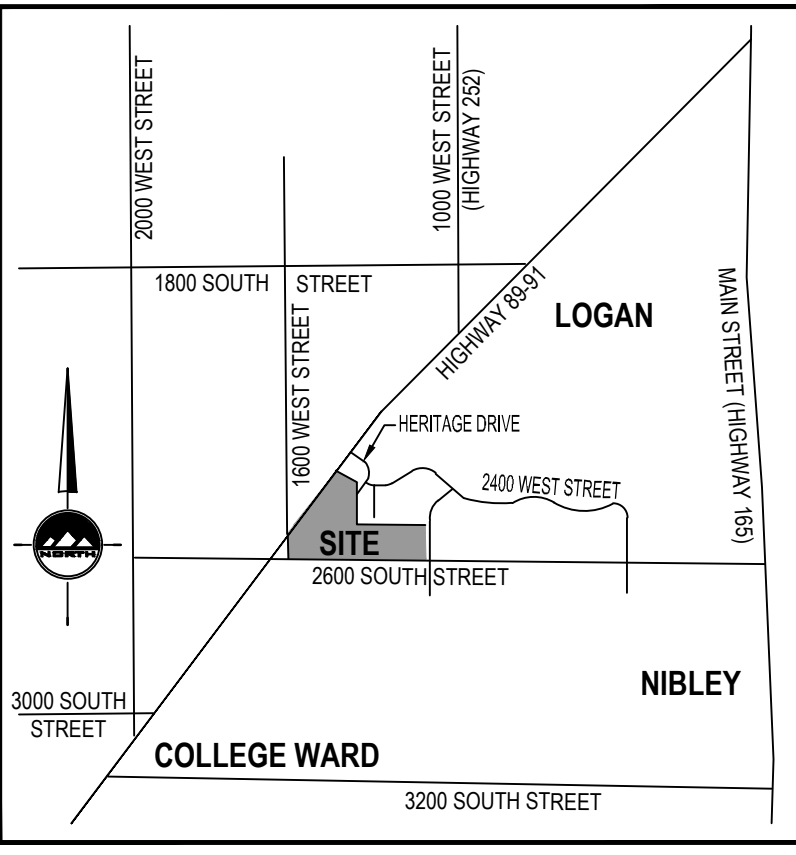 2000 WEST STREET
1000 WEST STREET
(HIGHWAY 252)
1800 SOUTH STREET
1600 WEST STREET
HIGHWAY 89-91
LOGAN
MAIN STREET (HIGHWAY 165)
HERITAGE DRIVE
2400 WEST STREET
NORTH
SITE
2600 SOUTH STREET
NIBLEY
3000 SOUTH
STREET
COLLEGE WARD
3200 SOUTH STREET